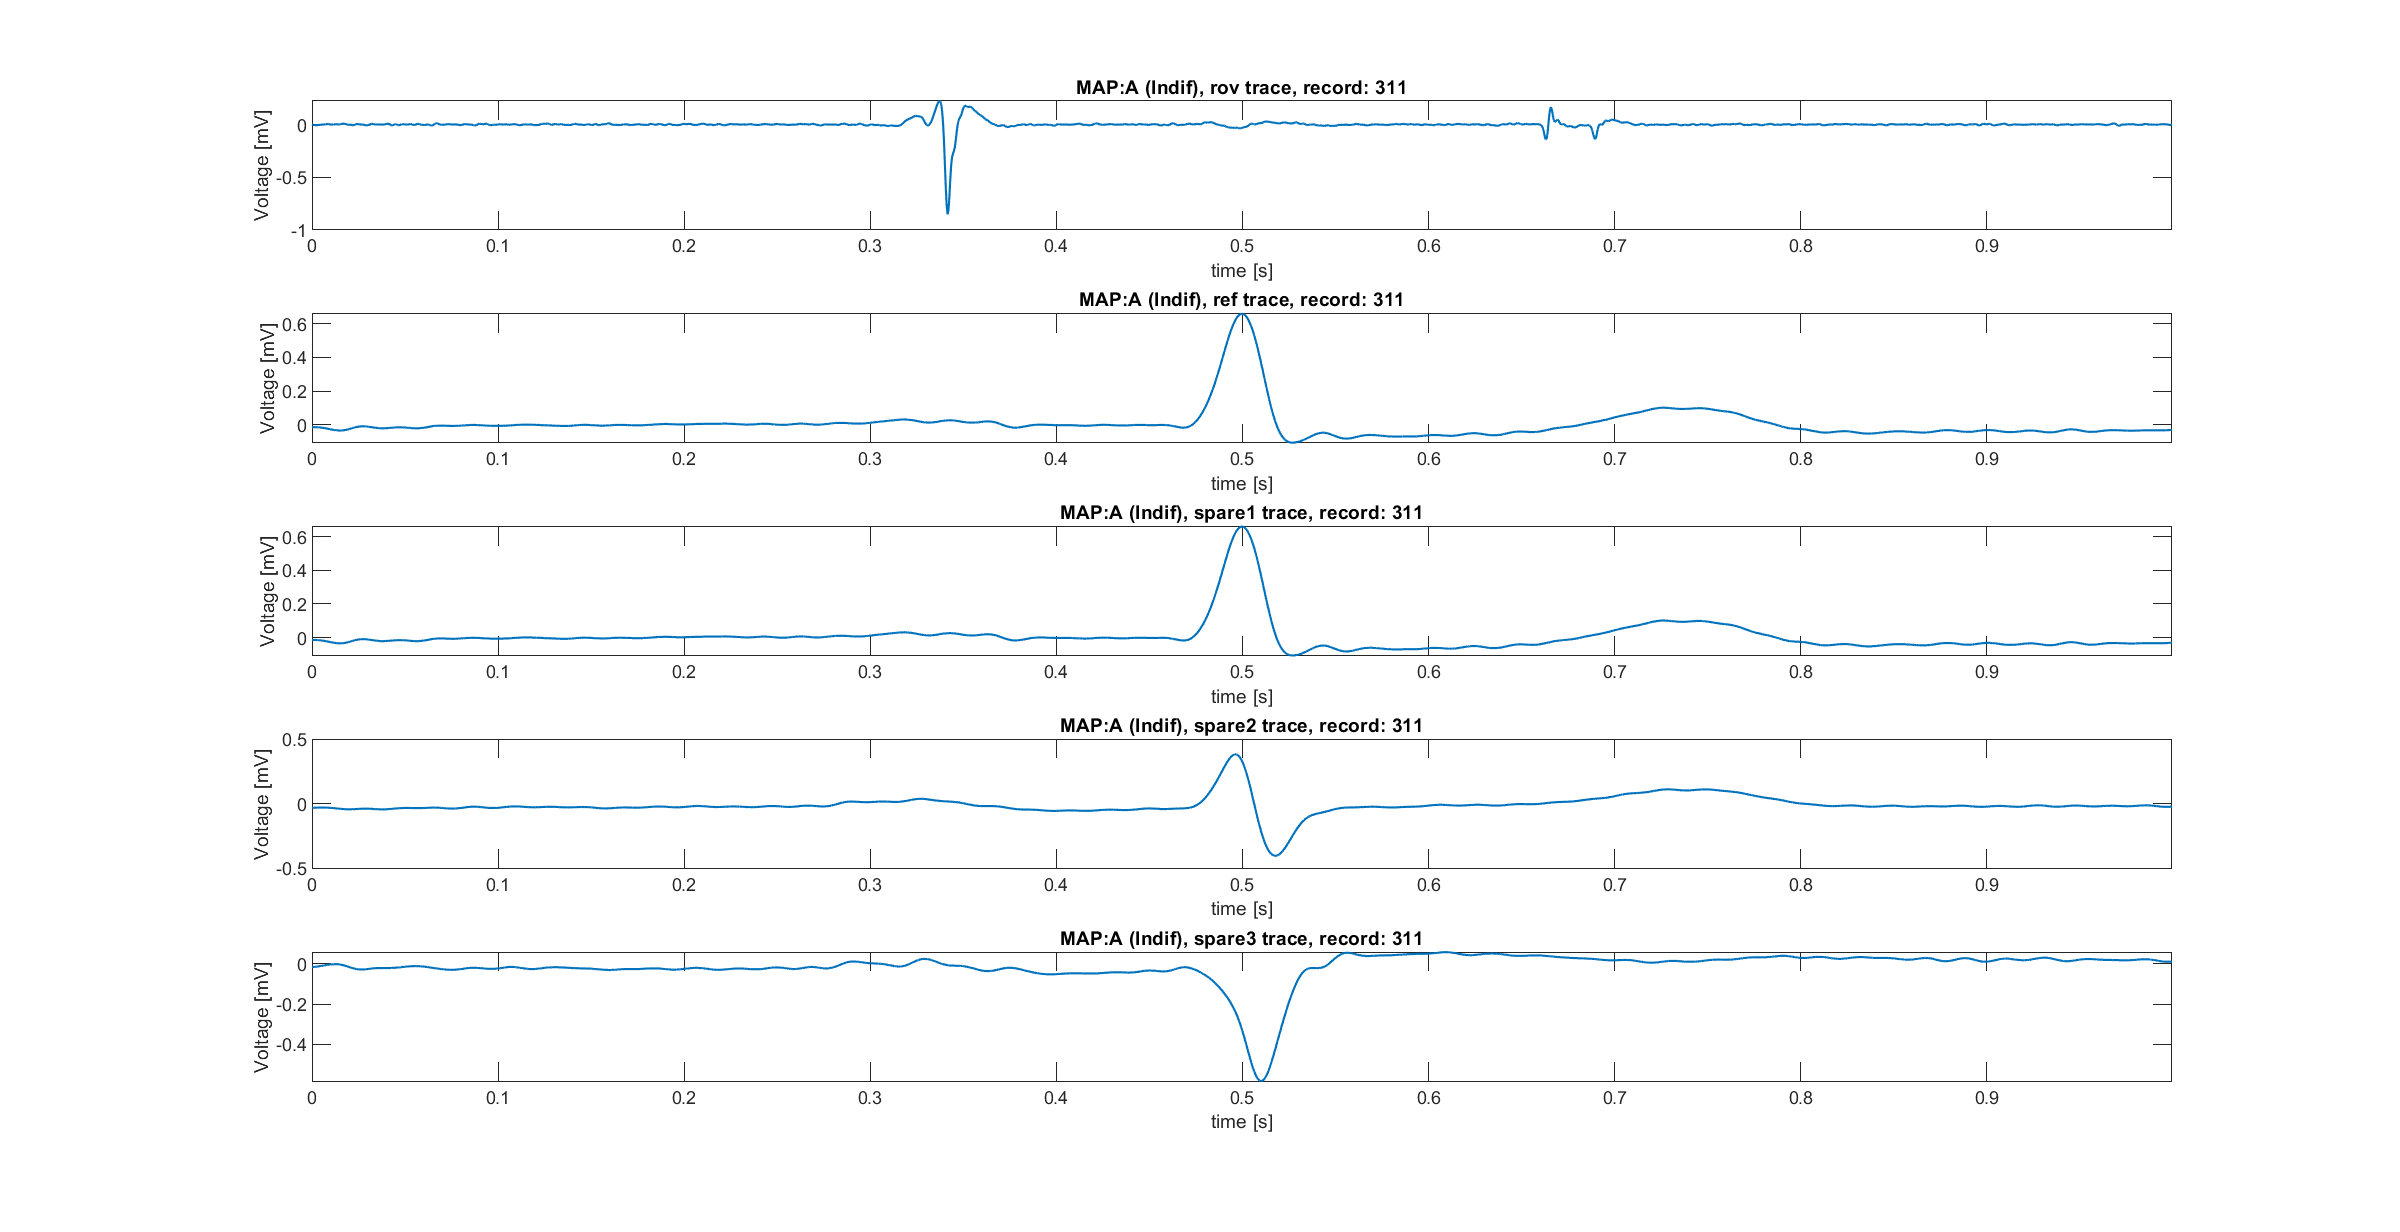 MAP:A (Indif), rov trace, record: 311
Voltage [mV]
0
-0.5
-1
0 0.1 0.2 0.3 0.4 0.5 0.6 0.7 0.8 0.9
time [s]
MAP:A (Indif), ref trace, record: 311
Voltage [mV]
0.6
0.4
0.2
0
0 0.1 0.2 0.3 0.4 0.5 0.6 0.7 0.8 0.9
time [s]
MAP:A (Indif), spare1 trace, record: 311
Voltage [mV]
0.6
0.4
0.2
0
0 0.1 0.2 0.3 0.4 0.5 0.6 0.7 0.8 0.9
time [s]
MAP:A (Indif), spare2 trace, record: 311
Voltage [mV]
0.5
0
-0.5
0 0.1 0.2 0.3 0.4 0.5 0.6 0.7 0.8 0.9
time [s]
MAP:A (Indif), spare3 trace, record: 311
Voltage [mV]
0
-0.2
-0.4
0 0.1 0.2 0.3 0.4 0.5 0.6 0.7 0.8 0.9
time [s]